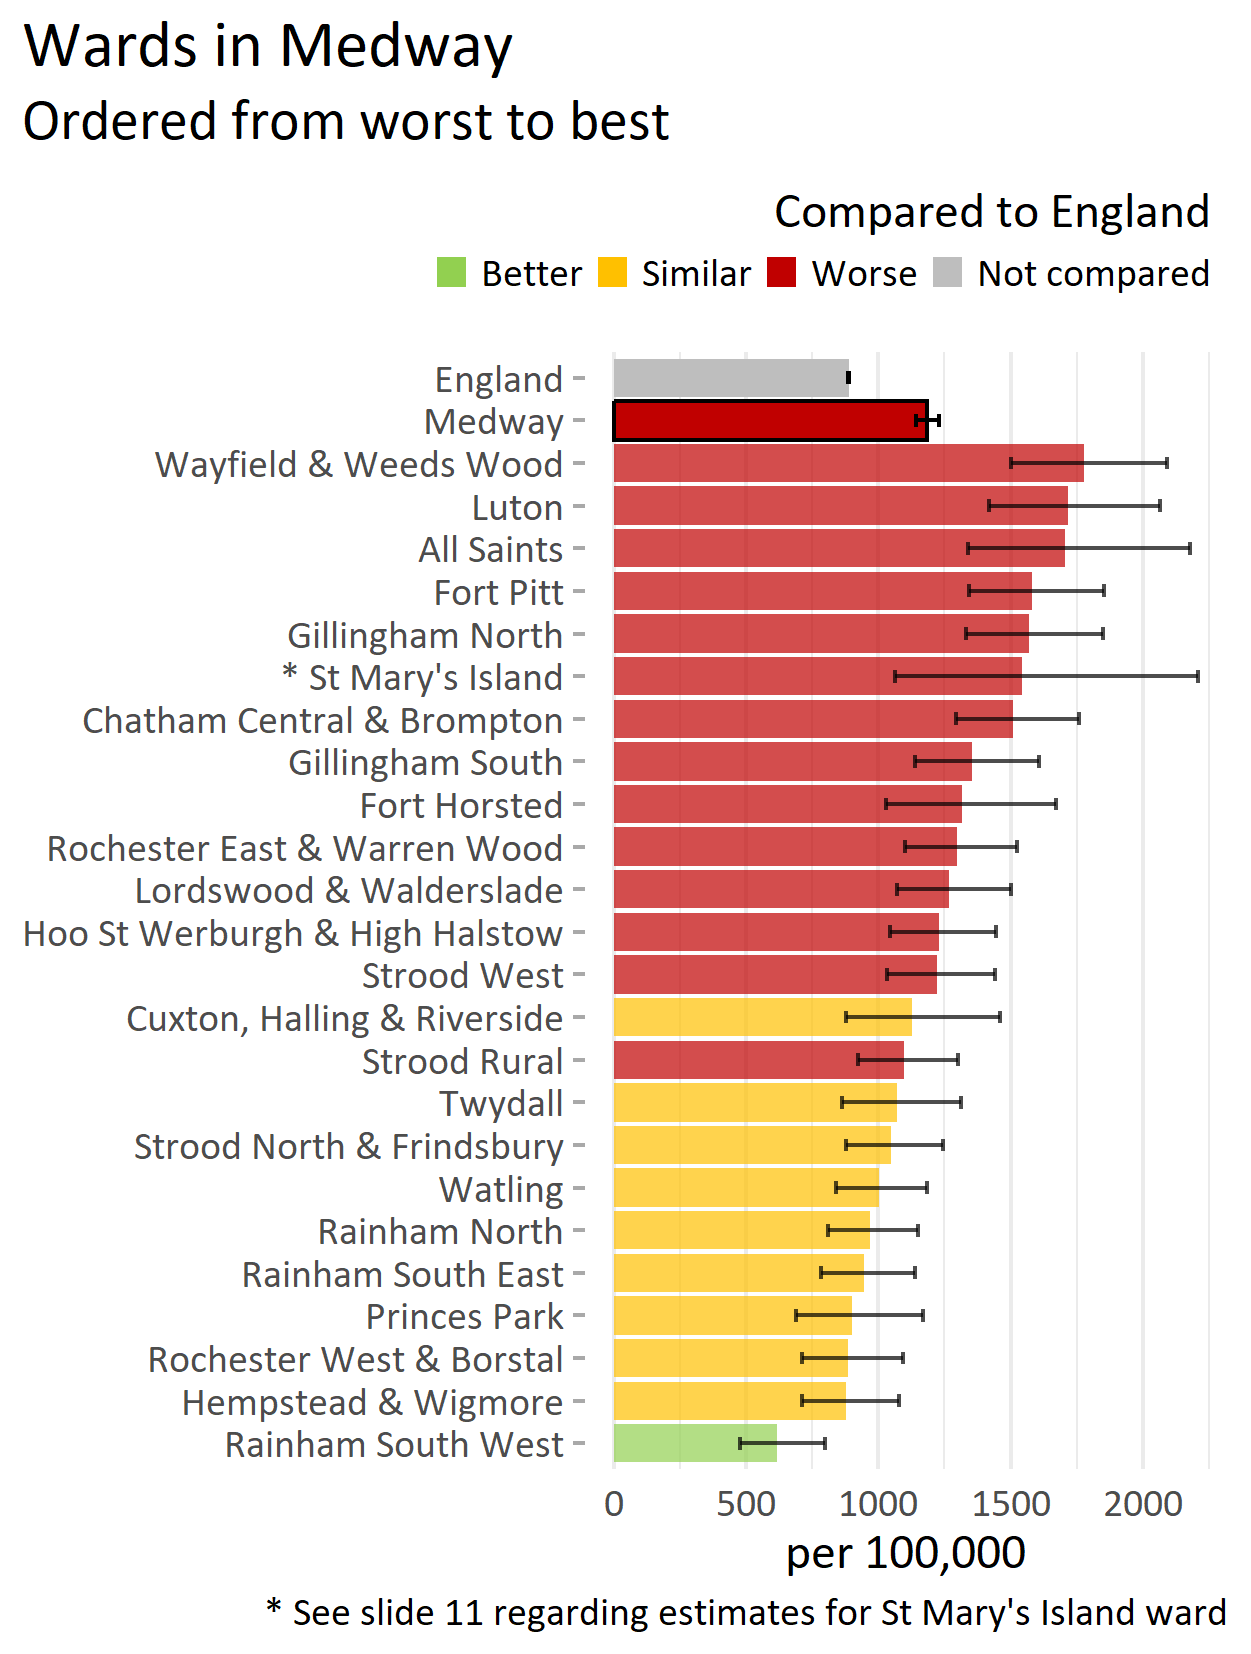 Wards in Medway
Ordered from worst to best
Compared to England
Better Similar Worse Not compared
England
Medway
Wayfield & Weeds Wood
Luton
All Saints
Fort Pitt
Gillingham North
* St Mary's Island
Chatham Central & Brompton
Gillingham South
Fort Horsted
Rochester East & Warren Wood
Lordswood & Walderslade
Hoo St Werburgh & High Halstow
Strood West
Cuxton, Halling & Riverside
Strood Rural
Twydall
Strood North & Frindsbury
Watling
Rainham North
Rainham South East
Princes Park
Rochester West & Borstal
Hempstead & Wigmore
Rainham South West
0 500 1000 1500 2000
per 100,000
* See slide 11 regarding estimates for St Mary's Island ward